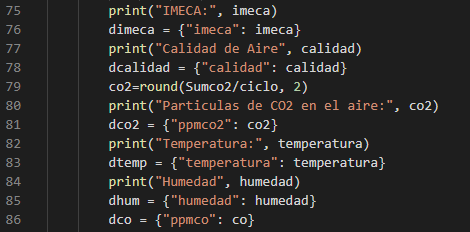 75 print("IMECA:", imeca)
76 dimeca = {"imeca": imeca}
77 print("Calidad de Aire", calidad)
78 dcalidad = {"calidad": calidad}
79 co2=round(Sumco2/ciclo, 2)
80 print("Particulas de CO2 en el aire:", co2)
81 dco2 = {"ppmco2": co2}
82 print("Temperatura:", temperatura)
83 dtemp = {"temperatura": temperatura}
84 print("Humedad", humedad)
85 dhum = {"humedad": humedad}
86 dco = {"ppmco": co}